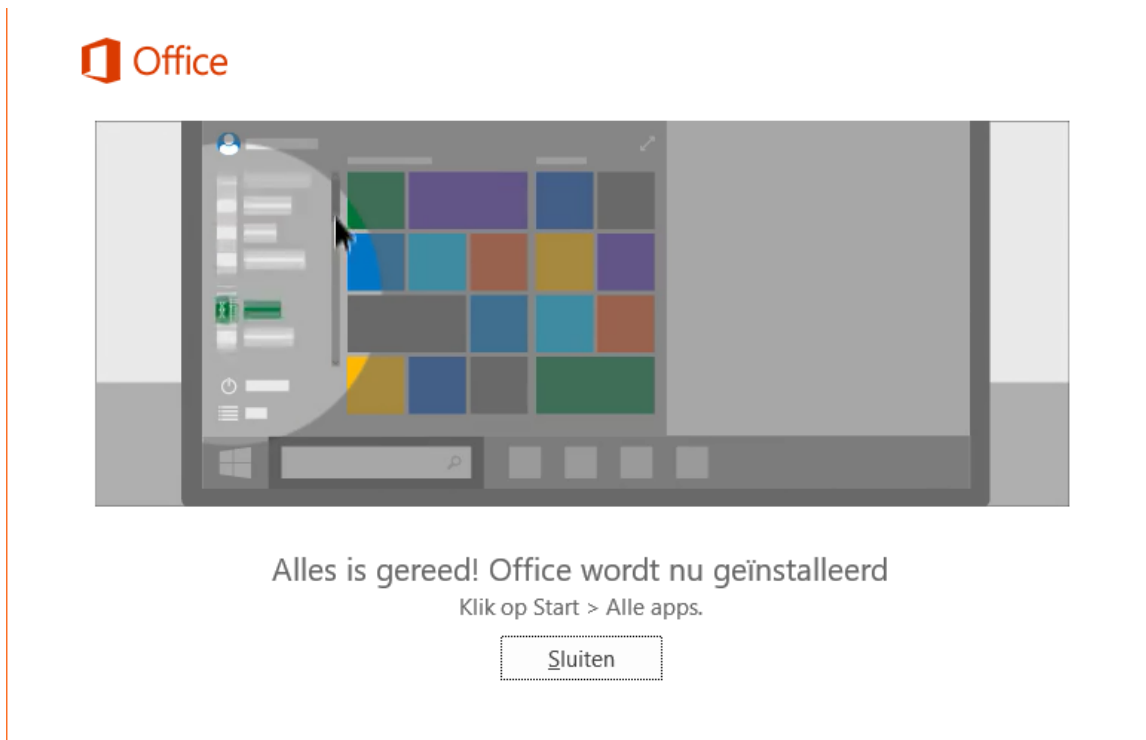 Office
Alles is gereed! Office wordt nu geïnstalleerd
Klik op Start > Alle apps.
Sluiten